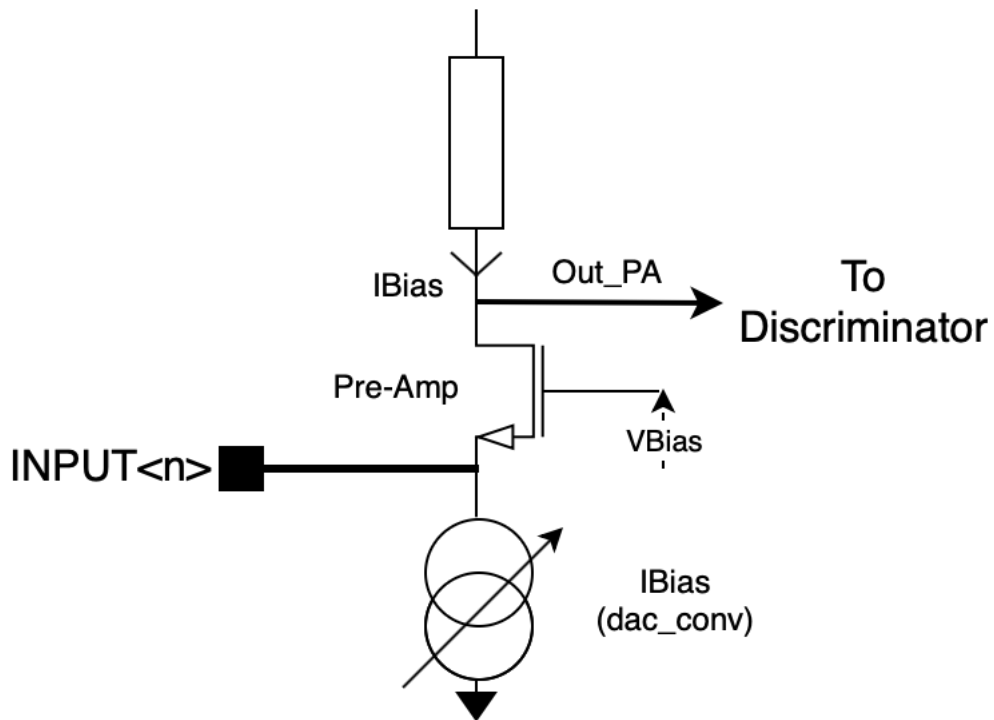 IBias
Out_PA
To
Discriminator
Pre-Amp
VBias
INPUT<n>
IBias
(dac_conv)